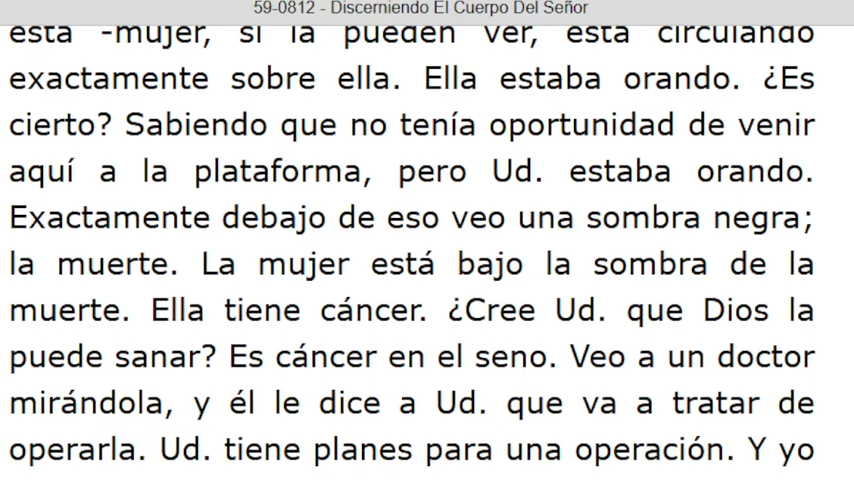 59-0812 - Discerniendo El Cuerpo Del Señor
esta -mujer, si la pueden ver, está circulando
exactamente sobre ella. Ella estaba orando. ¿Es
cierto? Sabiendo que no tenía oportunidad de venir
aquí a la plataforma, pero Ud. estaba orando.
Exactamente debajo de eso veo una sombra negra;
la muerte. La mujer está bajo la sombra de la
muerte. Ella tiene cáncer. ¿Cree Ud. que Dios la
puede sanar? Es cáncer en el seno. Veo a un doctor
mirándola, y él le dice a Ud. que va a tratar de
operarla. Ud. tiene planes para una operación. Y yo